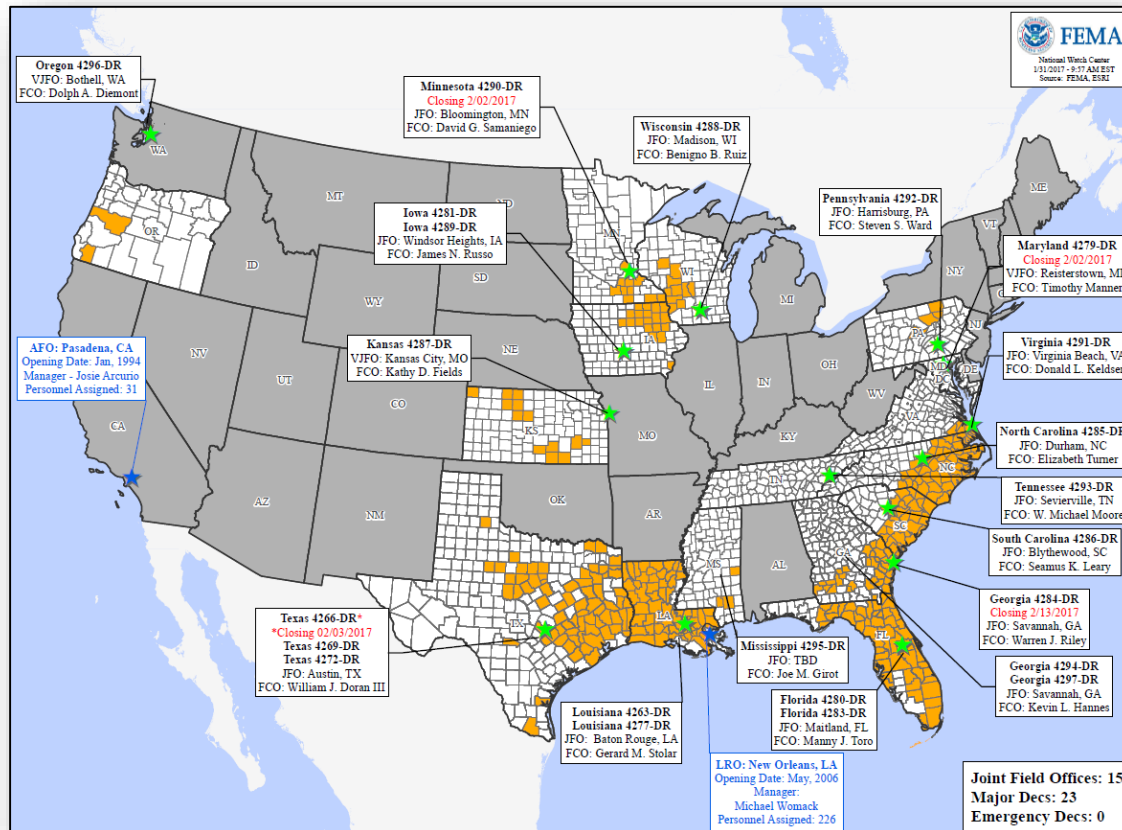 FEMA
National Watch Center
1/31/2017 - 9:57 AM EST
Source: FEMA, ESRI
Oregon 4296-DR
VJFO: Bothell, WA
FCO: Dolph A. Diemont
Minnesota 4290-DR
Closing 2/02/2017
JFO: Bloomington, MN
FCO: David G. Samaniego
Wisconsin 4288-DR
JFO: Madison, WI
FCO: Benigno B. Ruiz
Pennsylvania 4292-DR
JFO: Harrisburg, PA
FCO: Steven S. Ward
Iowa 4281-DR
Iowa 4289-DR
JFO: Windsor Heights, IA
FCO: James N. Russo
Maryland 4279-DR
Closing 2/02/2017
VJFO: Reisterstown, MD
FCO: Timothy Manner
Kansas 4287-DR
VJFO: Kansas City, MO
FCO: Kathy D. Fields
AFO: Pasadena, CA
Opening Date: Jan, 1994
Manager - Josie Arcurio
Personnel Assigned: 31
Virginia 4291-DR
JFO: Virginia Beach, VA
FCO: Donald L. Keldsen
North Carolina 4285-DR
JFO: Durham, NC
FCO: Elizabeth Turner
Tennessee 4293-DR
JFO: Sevierville, TN
FCO: W. Michael Moore
South Carolina 4286-DR
JFO: Blythewood, SC
FCO: Seamus K. Leary
Georgia 4284-DR
Closing 2/13/2017
JFO: Savannah, GA
FCO: Warren J. Riley
Georgia 4294-DR
Georgia 4297-DR
JFO: Savannah, GA
FCO: Kevin L. Hannes
Texas 4266-DR*
*Closing 02/03/2017
Texas 4269-DR
Texas 4272-DR
JFO: Austin, TX
FCO: William J. Doran III
Mississippi 4295-DR
JFO: TBD
FCO: Joe M. Girot
Louisiana 4263-DR
Louisiana 4277-DR
JFO: Baton Rouge, LA
FCO: Gerard M. Stolar
Florida 4280-DR
Florida 4283-DR
JFO: Maitland, FL
FCO: Manny J. Toro
LRO: New Orleans, LA
Opening Date: May, 2006
Manager:
Michael Womack
Personnel Assigned: 226
Joint Field Offices: 15
Major Decs: 23
Emergency Decs: 0
WA
MT
ND
MN
ME
VT
OR
ID
SD
WI
NY
WY
MI
PA
NJ
NV
NE
IA
OH
MD
DE
DC
UT
CO
IL
IN
WV
VA
CA
KS
MO
KY
NC
TN
AZ
NM
OK
AR
SC
MS
AL
GA
TX
LA
FL